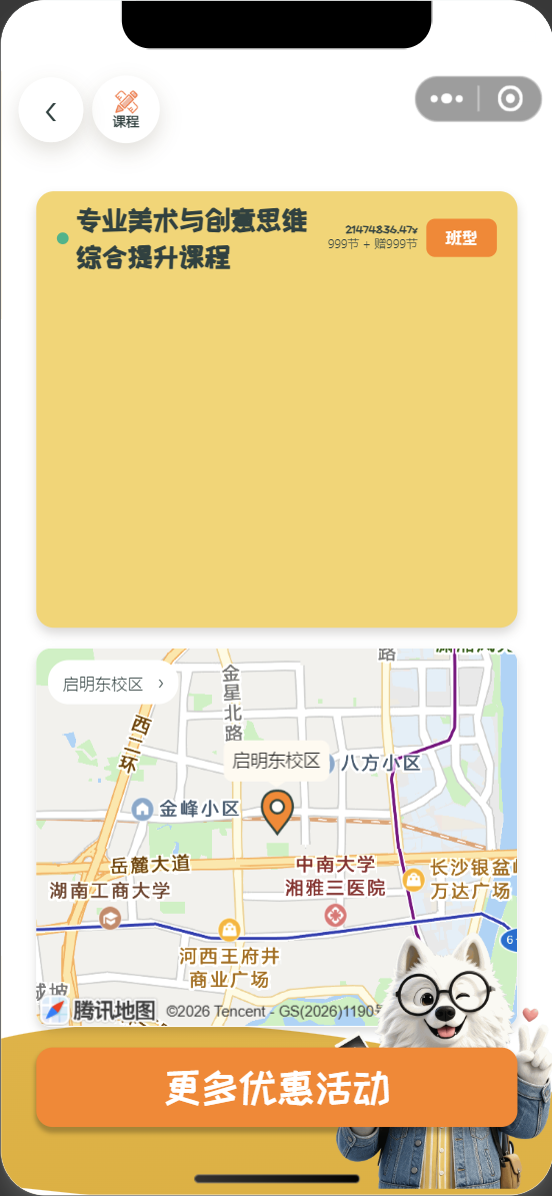 课程
专业美术与创意思维
综合提升课程
21474836.47¥
999节 + 赠999节
班型
启明东校区 ›
路
金星北路
西二环
启明东校区
八方小区
金峰小区
岳麓大道
中南大学
湘雅三医院
湖南工商大学
长沙银盆
万达广场
6
河西王府井
商业广场
坡
腾讯地图
©2026 Tencent - GS(2026)1190
更多优惠活动